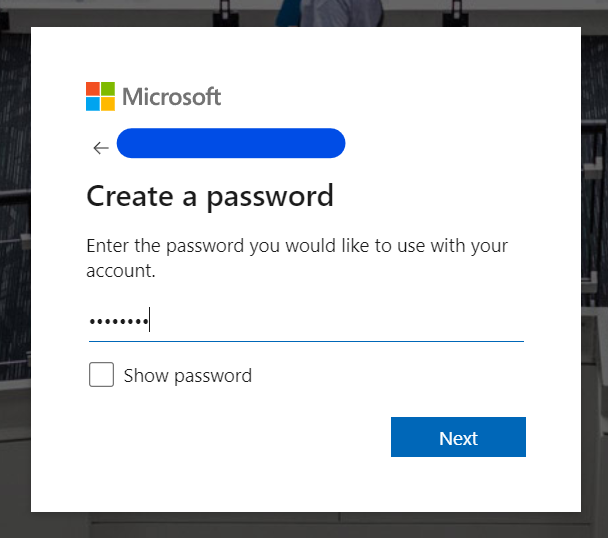 Microsoft
Create a password
Enter the password you would like to use with your
account.
••••••••
Show password
Next